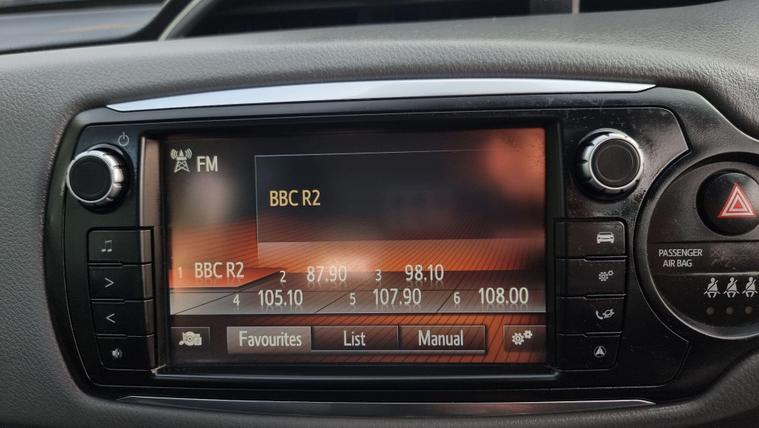 FM
BBC R2
1 BBC R2 2 87.90 3 98.10
4 105.10 5 107.90 6 108.00
Favourites List Manual
PASSENGER
AIR BAG